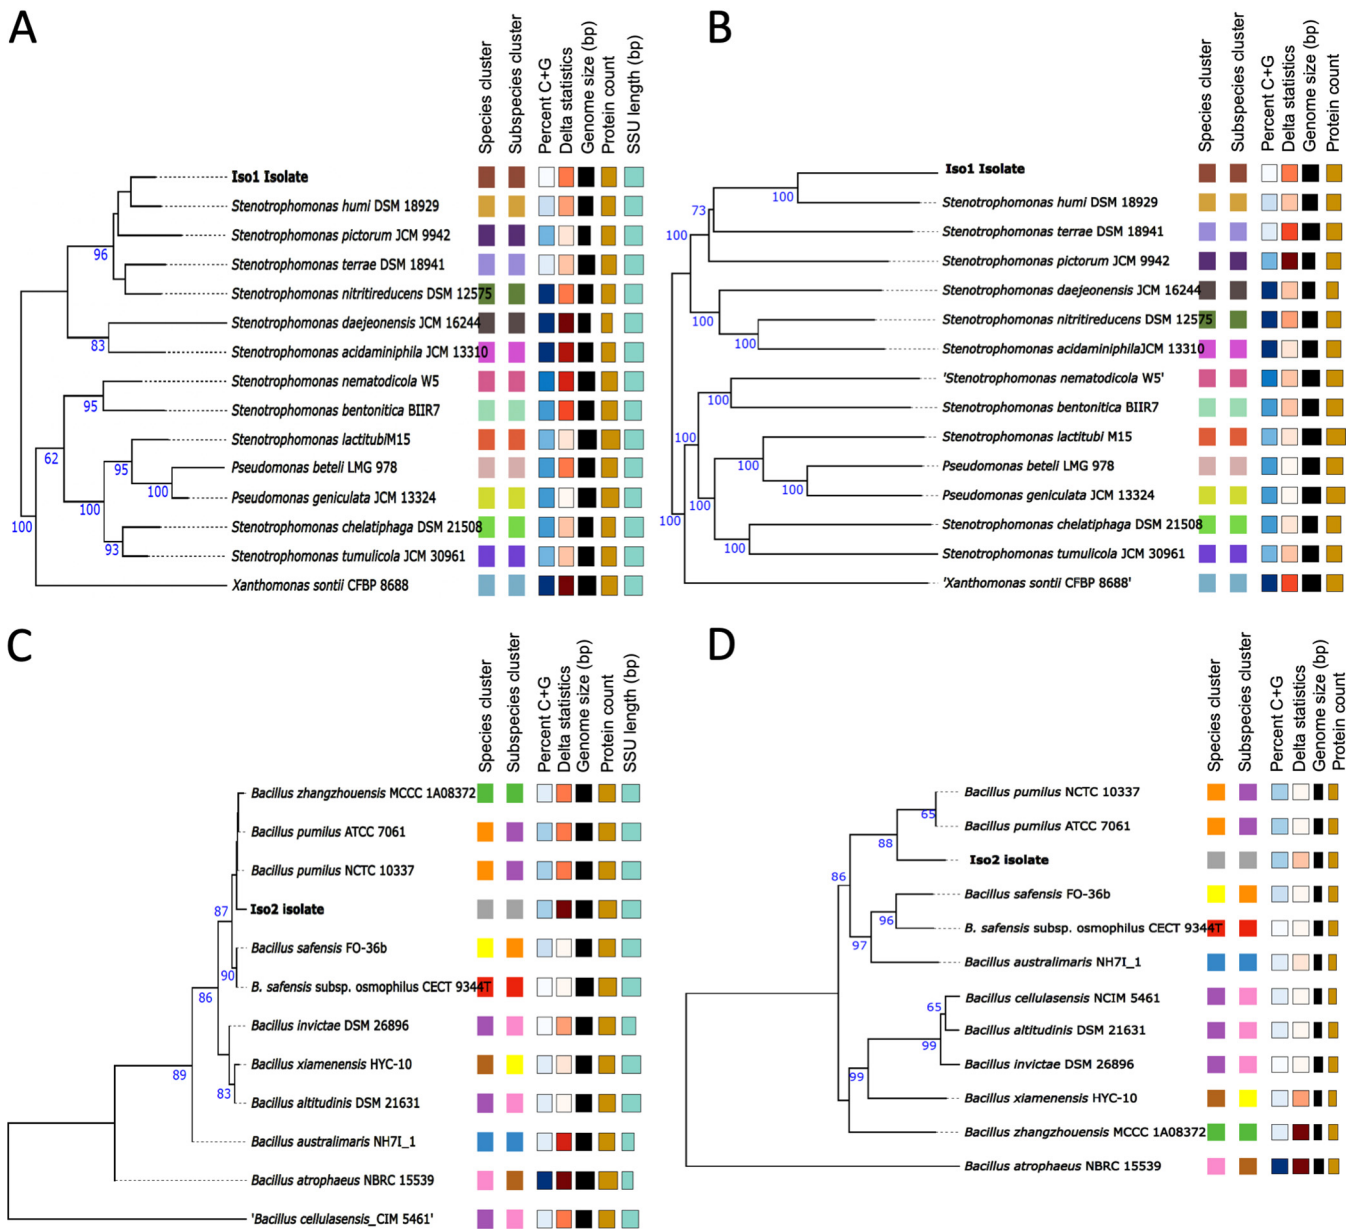 A
Species cluster
Subspecies cluster
Percent C+G
Delta statistics
Genome size (bp)
Protein count
SSU length (bp)
Iso1 Isolate
Stenotrophomonas humi DSM 18929
Stenotrophomonas pictorum JCM 9942
96
Stenotrophomonas terrae DSM 18941
Stenotrophomonas nitritireducens DSM 12575
Stenotrophomonas daejeonensis JCM 16244
83
Stenotrophomonas acidaminiphila JCM 13310
Stenotrophomonas nematodicola W5
95
Stenotrophomonas bentonitica BIIR7
Stenotrophomonas lactitubiM15
62
95
Pseudomonas beteli LMG 978
100
Pseudomonas geniculata JCM 13324
100
100
Stenotrophomonas chelatiphaga DSM 21508
93
Stenotrophomonas tumulicola JCM 30961
Xanthomonas sontii CFBP 8688
B
Species cluster
Subspecies cluster
Percent C+G
Delta statistics
Genome size (bp)
Protein count
Iso1 Isolate
100
Stenotrophomonas humi DSM 18929
73
Stenotrophomonas terrae DSM 18941
100
Stenotrophomonas pictorum JCM 9942
Stenotrophomonas daejeonensis JCM 16244
100
Stenotrophomonas nitritireducens DSM 12575
100
Stenotrophomonas acidaminiphilaJCM 13310
'Stenotrophomonas nematodicola W5'
100
Stenotrophomonas bentonitica BIIR7
100
Stenotrophomonas lactitubi M15
100
Pseudomonas beteli LMG 978
100
Pseudomonas geniculata JCM 13324
100
100
Stenotrophomonas chelatiphaga DSM 21508
100
Stenotrophomonas tumulicola JCM 30961
'Xanthomonas sontii CFBP 8688'
C
Species cluster
Subspecies cluster
Percent C+G
Delta statistics
Genome size (bp)
Protein count
SSU length (bp)
Bacillus zhangzhouensis MCCC 1A08372
Bacillus pumilus ATCC 7061
Bacillus pumilus NCTC 10337
87
Iso2 isolate
Bacillus safensis FO-36b
90
B. safensis subsp. osmophilus CECT 9344T
86
Bacillus invictae DSM 26896
Bacillus xiamenensis HYC-10
89
83
Bacillus altitudinis DSM 21631
Bacillus australimaris NH7I_1
Bacillus atrophaeus NBRC 15539
'Bacillus cellulasensis_CIM 5461'
D
Species cluster
Subspecies cluster
Percent C+G
Delta statistics
Genome size (bp)
Protein count
Bacillus pumilus NCTC 10337
65
Bacillus pumilus ATCC 7061
88
Iso2 isolate
86
Bacillus safensis FO-36b
96
B. safensis subsp. osmophilus CECT 9344T
97
Bacillus australimaris NH7I_1
Bacillus cellulasensis NCIM 5461
65
Bacillus altitudinis DSM 21631
99
Bacillus invictae DSM 26896
99
Bacillus xiamenensis HYC-10
Bacillus zhangzhouensis MCCC 1A08372
Bacillus atrophaeus NBRC 15539